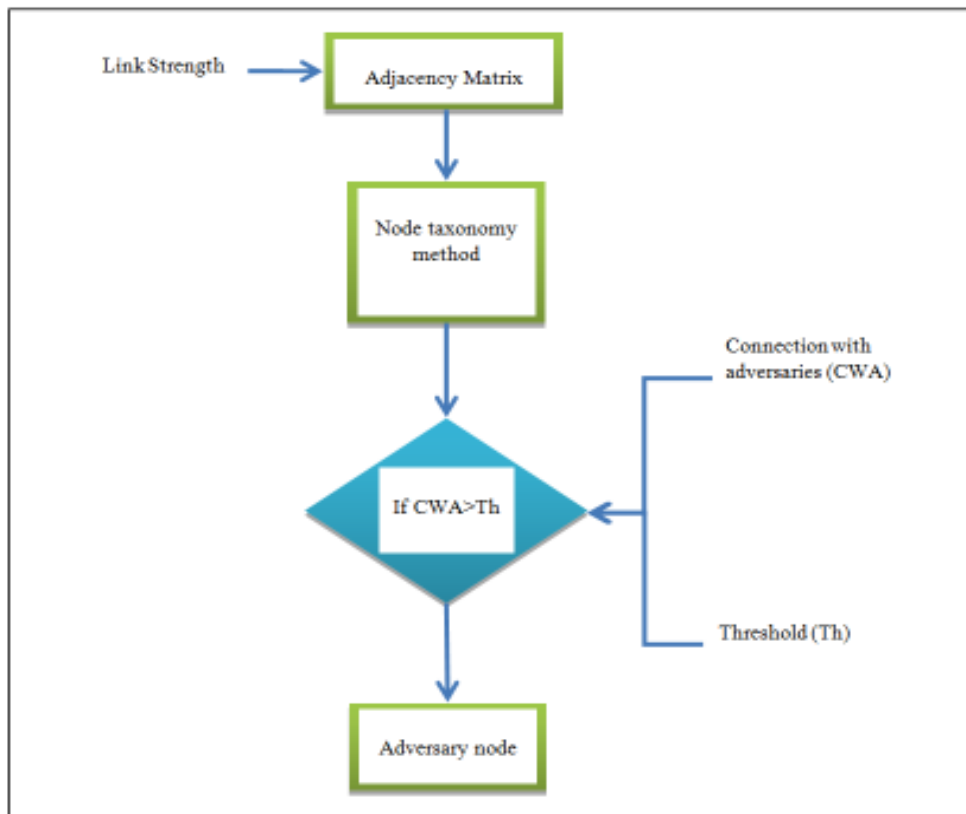 Link Strength
Adjacency Matrix
Node taxonomy
method
Connection with
adversaries (CWA)
If CWA>Th
Threshold (Th)
Adversary node